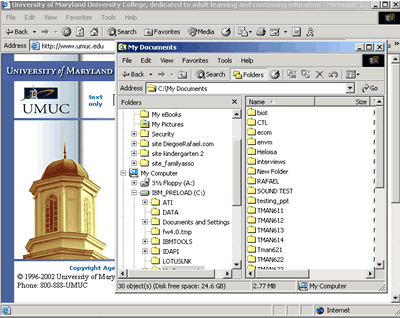 University of Maryland University College, dedicated to adult learning and continuing education - Microsoft
File Edit View Favorites Tools Help
Back Search Favorites Media
Address http://www.umuc.edu
UNIVERSITY OF MARYLAND
UMUC
text only
Copyright Age
© 1996-2002 University of Mary
Phone: 800-888-UMUC
Internet
My Documents
File Edit View Favorites Tools Help
Back Search Folders
Address C:\My Documents Go
Folders
My eBooks
My Pictures
Security
site DiegoeRafael.com
site kindergarten 2
site_familyasso
My Computer
3½ Floppy (A:)
IBM_PRELOAD (C:)
ATI
DATA
Documents and Settings
fw4.0.tmp
IBMTOOLS
IDAPI
LOTUSLNK
Name Size
biot
CTL
ecom
envm
Heloisa
interviews
New Folder
RAFAEL
SOUND TEST
testing_ppt
TMAN611
TMAN612
TMAN613
TMAN614
Tman621
TMAN622
TMAN623
30 object(s) (Disk free space: 24.6 GB) 2.77 MB My Computer